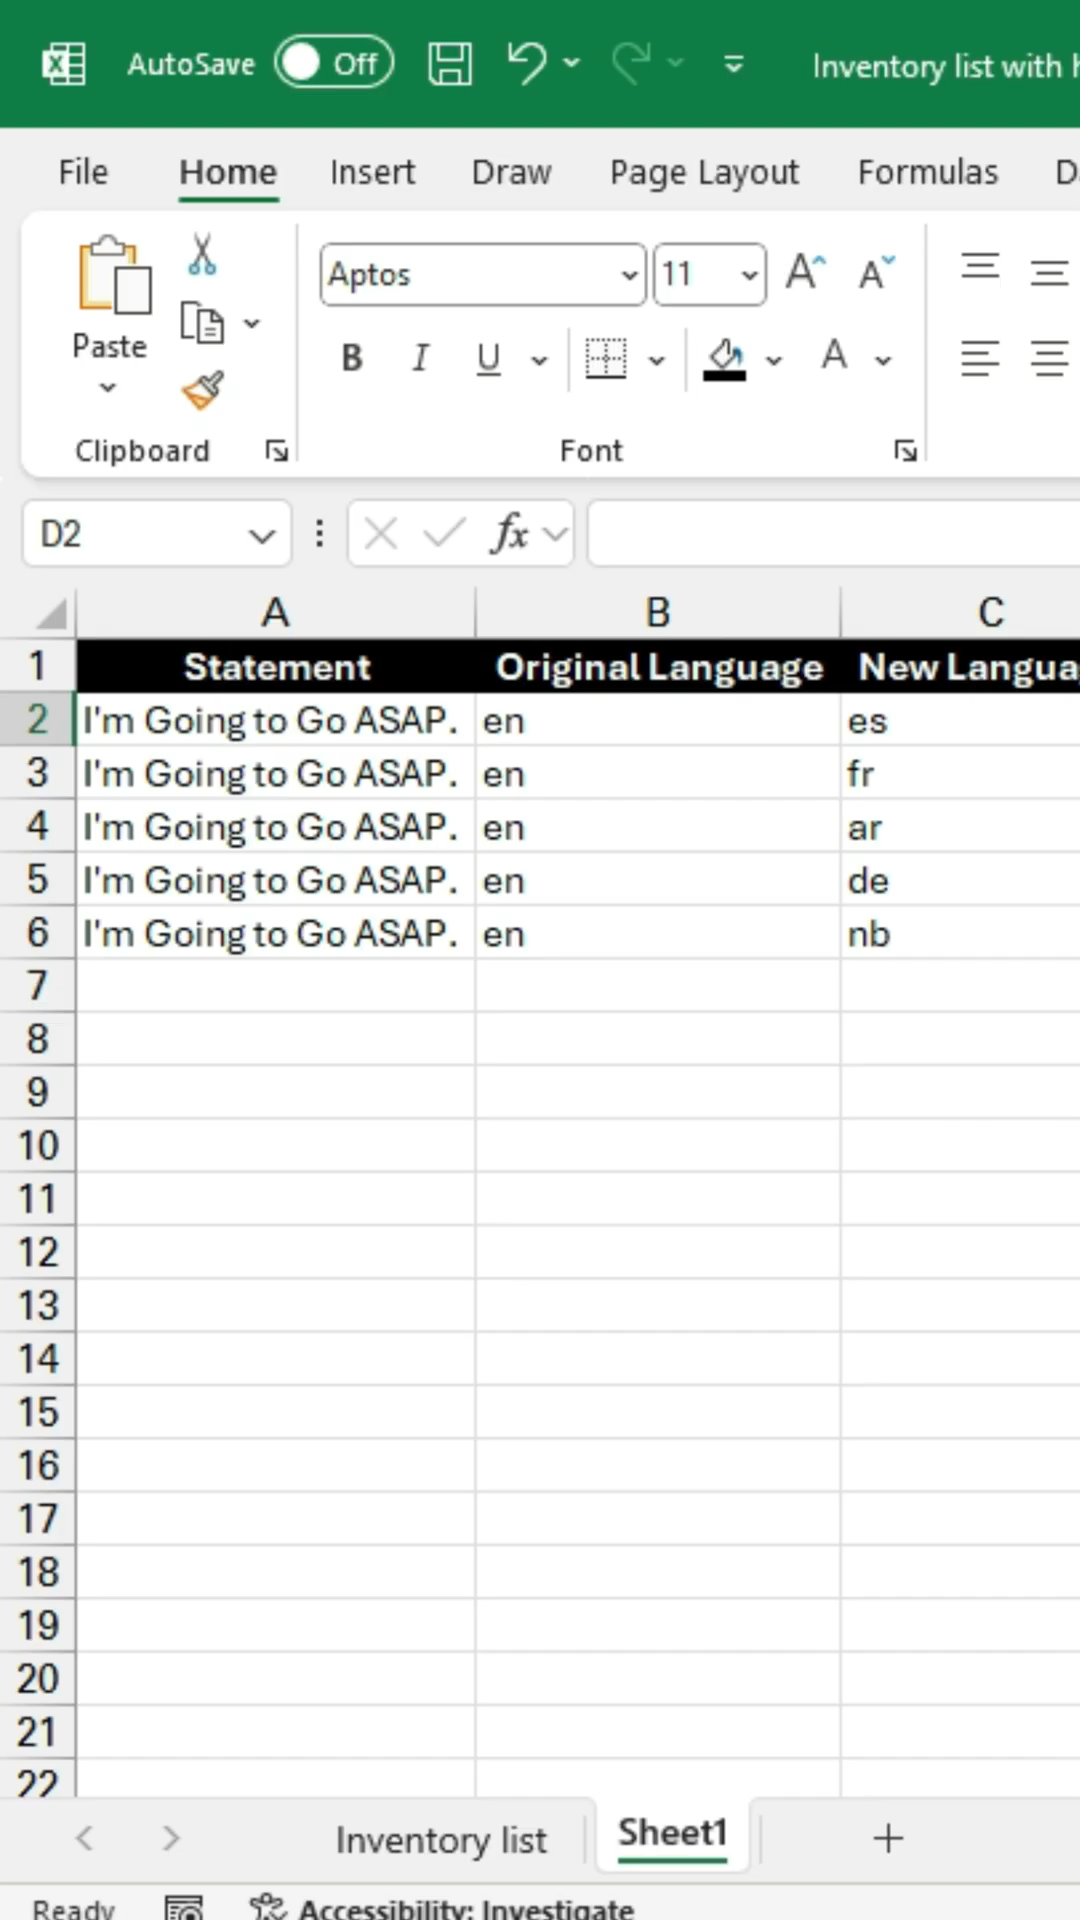 AutoSave Off Inventory list with
File Home Insert Draw Page Layout Formulas
Paste
Aptos 11
B I U A
Clipboard Font
D2 fx
A B C
1 Statement Original Language New Langua
2 I'm Going to Go ASAP. en es
3 I'm Going to Go ASAP. en fr
4 I'm Going to Go ASAP. en ar
5 I'm Going to Go ASAP. en de
6 I'm Going to Go ASAP. en nb
7
8
9
10
11
12
13
14
15
16
17
18
19
20
21
22
Inventory list Sheet1
Ready Accessibility: Investigate